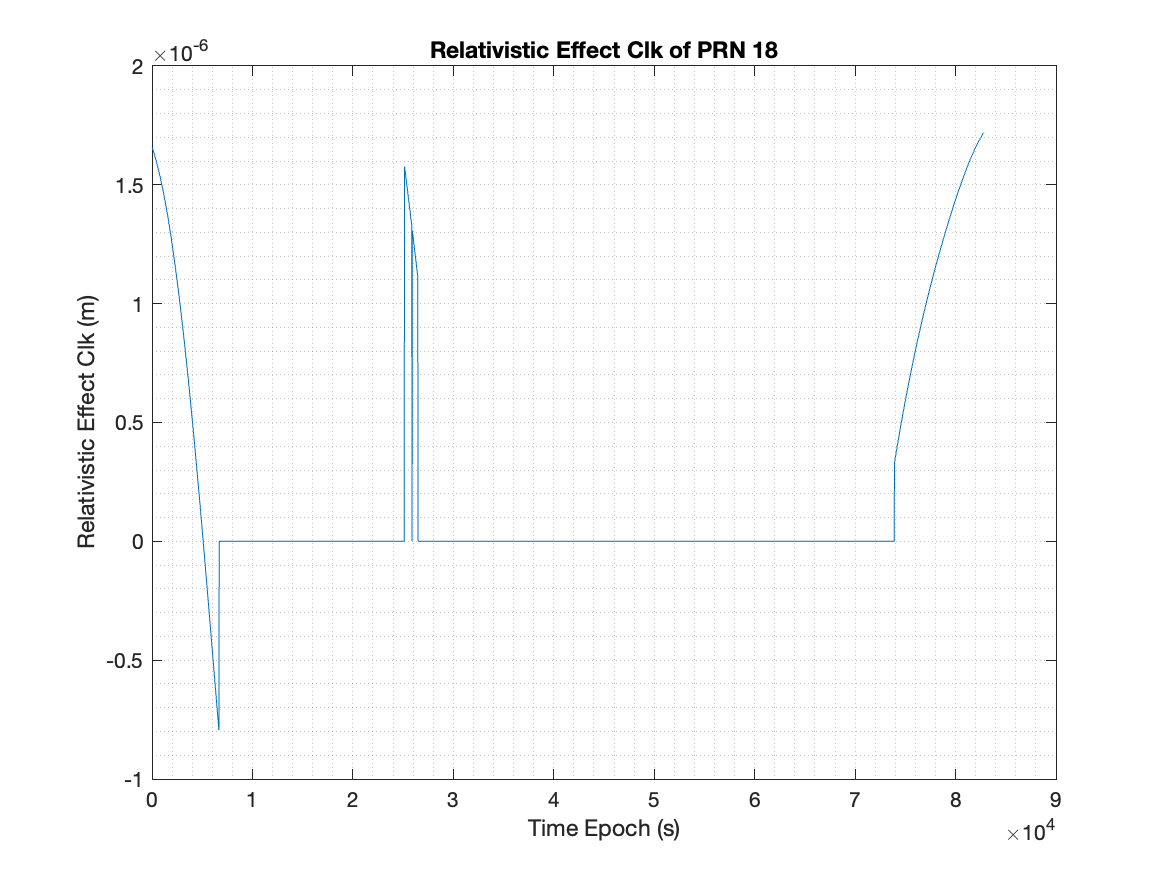 Relativistic Effect Clk of PRN 18
×10⁻⁶
2
1.5
1
0.5
0
-0.5
-1
Relativistic Effect Clk (m)
0 1 2 3 4 5 6 7 8 9
×10⁴
Time Epoch (s)